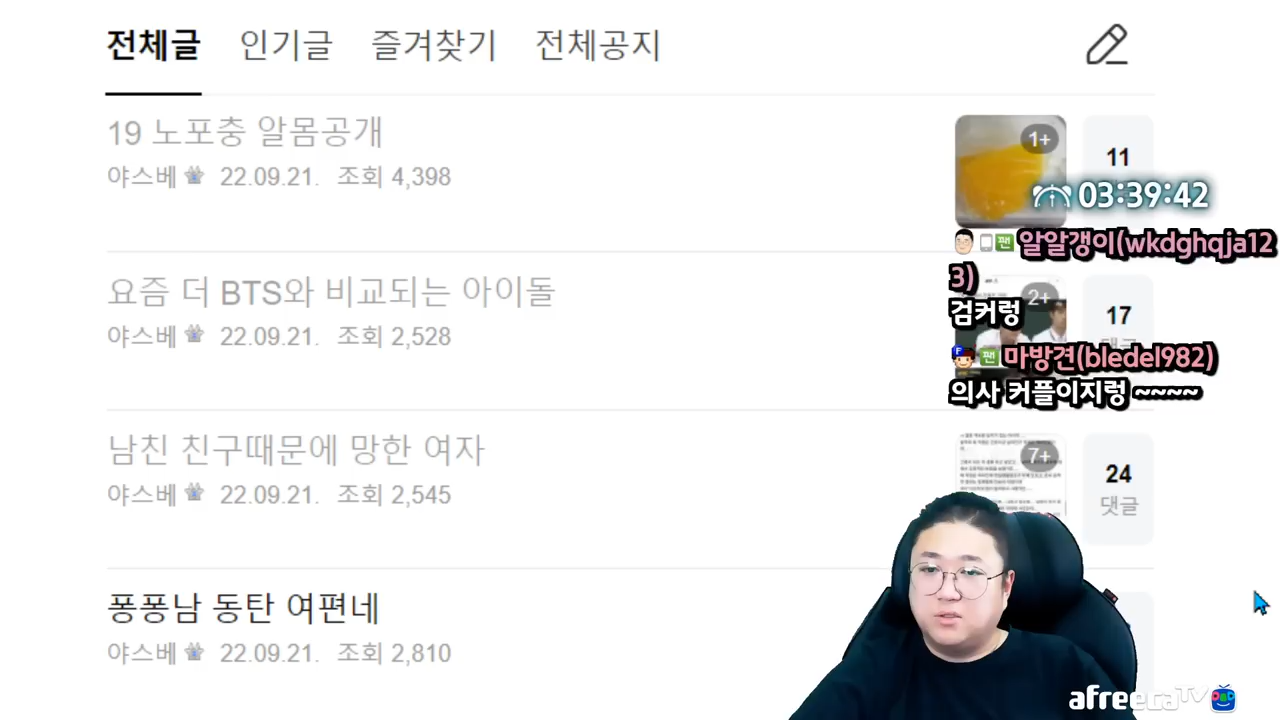 전체글 인기글 즐겨찾기 전체공지
19 노포충 알몸공개
야스베 22.09.21. 조회 4,398
1+
11
03:39:42
알알갱이(wkdghqja12
3)
검커렁
요즘 더 BTS와 비교되는 아이돌
야스베 22.09.21. 조회 2,528
2+
17
마방견(bledel982)
의사 커플이지렁 ~~~~
남친 친구때문에 망한 여자
야스베 22.09.21. 조회 2,545
7+
24
댓글
퐁퐁남 동탄 여편네
야스베 22.09.21. 조회 2,810
afreecaTV